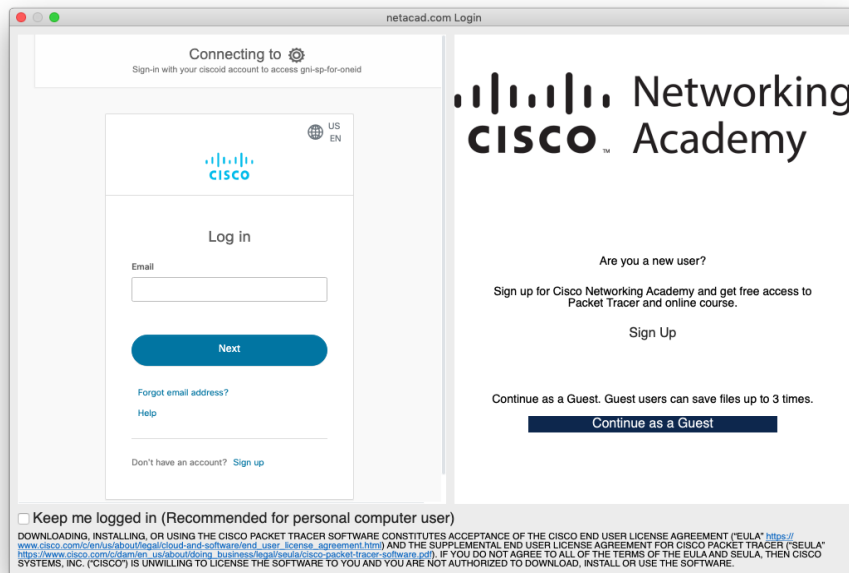 netacad.com Login
Connecting to
Sign-in with your ciscoid account to access gni-sp-for-oneid
US
EN
CISCO
Log in
Email
Next
Forgot email address?
Help
Don't have an account? Sign up
Networking
CISCO™ Academy
Are you a new user?
Sign up for Cisco Networking Academy and get free access to
Packet Tracer and online course.
Sign Up
Continue as a Guest. Guest users can save files up to 3 times.
Continue as a Guest
Keep me logged in (Recommended for personal computer user)
DOWNLOADING, INSTALLING, OR USING THE CISCO PACKET TRACER SOFTWARE CONSTITUTES ACCEPTANCE OF THE CISCO END USER LICENSE AGREEMENT ("EULA" https://
www.cisco.com/c/en/us/about/legal/cloud-and-software/end_user_license_agreement.html) AND THE SUPPLEMENTAL END USER LICENSE AGREEMENT FOR CISCO PACKET TRACER ("SEULA"
https://www.cisco.com/c/dam/en_us/about/doing_business/legal/seula/cisco-packet-tracer-software.pdf). IF YOU DO NOT AGREE TO ALL OF THE TERMS OF THE EULA AND SEULA, THEN CISCO
SYSTEMS, INC. ("CISCO") IS UNWILLING TO LICENSE THE SOFTWARE TO YOU AND YOU ARE NOT AUTHORIZED TO DOWNLOAD, INSTALL OR USE THE SOFTWARE.